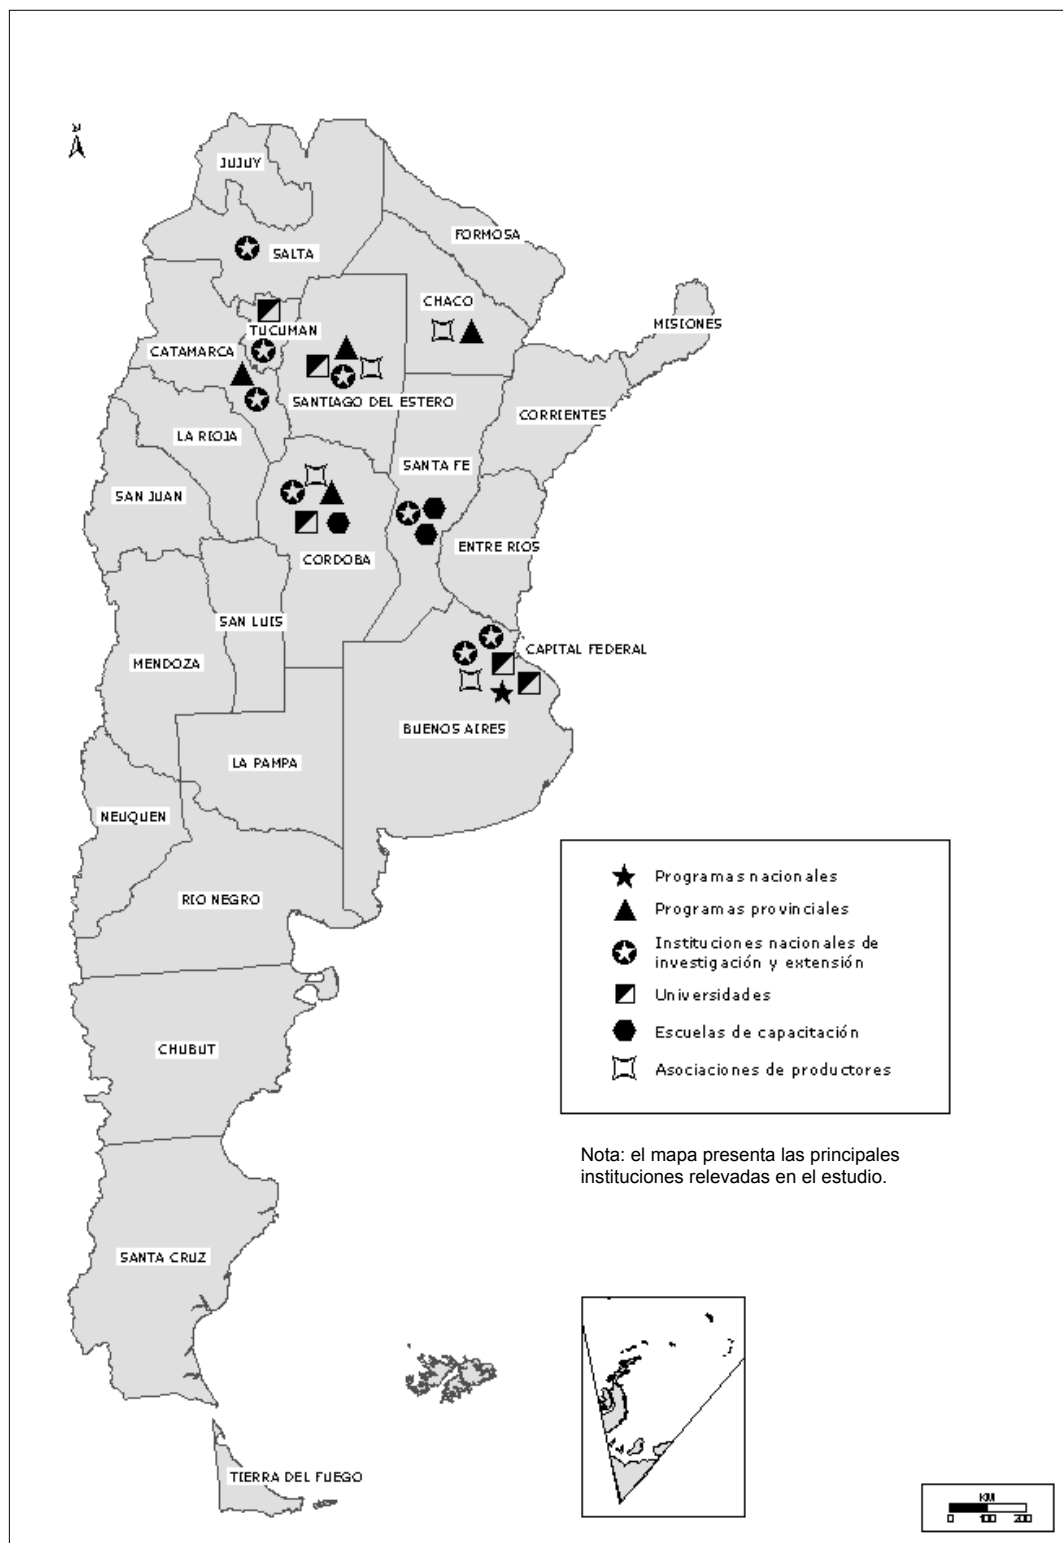 N
JUJUY
FORMOSA
SALTA
CHACO
MISIONES
TUCUMAN
CATAMARCA
SANTIAGO DEL ESTERO
CORRIENTES
LA RIOJA
SANTA FE
SAN JUAN
ENTRE RIOS
CORDOBA
SAN LUIS
CAPITAL FEDERAL
MENDOZA
BUENOS AIRES
LA PAMPA
NEUQUEN
RIO NEGRO
Programas nacionales
Programas provinciales
Instituciones nacionales de
investigación y extensión
Universidades
Escuelas de capacitación
Asociaciones de productores
CHUBUT
Nota: el mapa presenta las principales
instituciones relevadas en el estudio.
SANTA CRUZ
TIERRA DEL FUEGO
KM
0 100 200